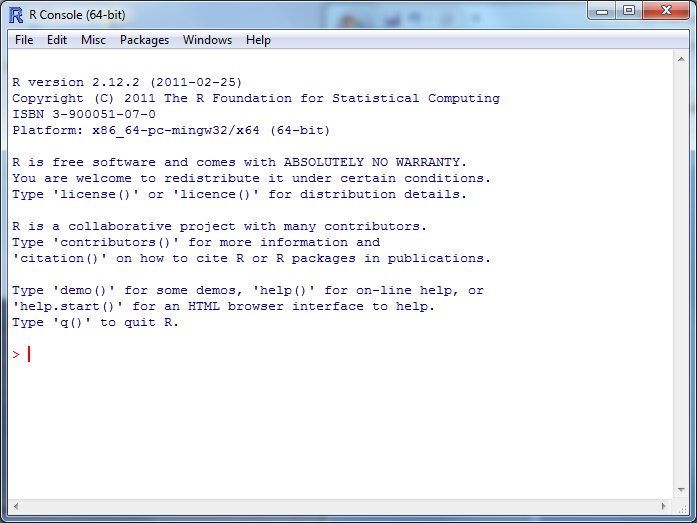 R Console (64-bit)
File Edit Misc Packages Windows Help
R version 2.12.2 (2011-02-25)
Copyright (C) 2011 The R Foundation for Statistical Computing
ISBN 3-900051-07-0
Platform: x86_64-pc-mingw32/x64 (64-bit)
R is free software and comes with ABSOLUTELY NO WARRANTY.
You are welcome to redistribute it under certain conditions.
Type 'license()' or 'licence()' for distribution details.
R is a collaborative project with many contributors.
Type 'contributors()' for more information and
'citation()' on how to cite R or R packages in publications.
Type 'demo()' for some demos, 'help()' for on-line help, or
'help.start()' for an HTML browser interface to help.
Type 'q()' to quit R.
>